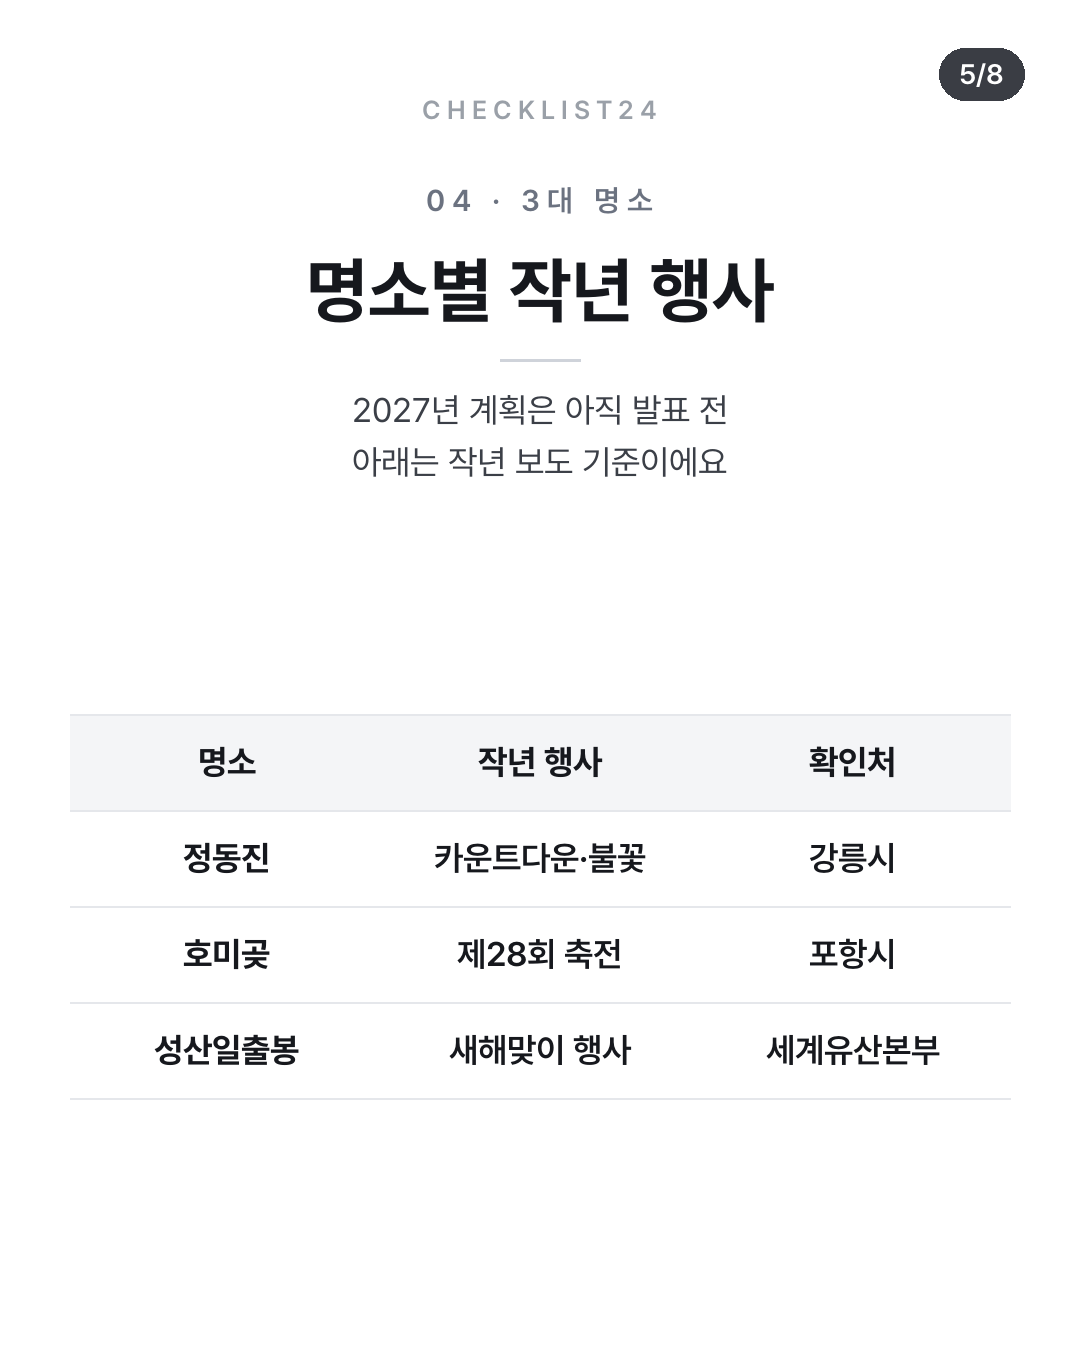 5/8
CHECKLIST24
04 · 3대 명소
명소별 작년 행사
2027년 계획은 아직 발표 전
아래는 작년 보도 기준이에요
명소 작년 행사 확인처
정동진 카운트다운·불꽃 강릉시
호미곶 제28회 축전 포항시
성산일출봉 새해맞이 행사 세계유산본부